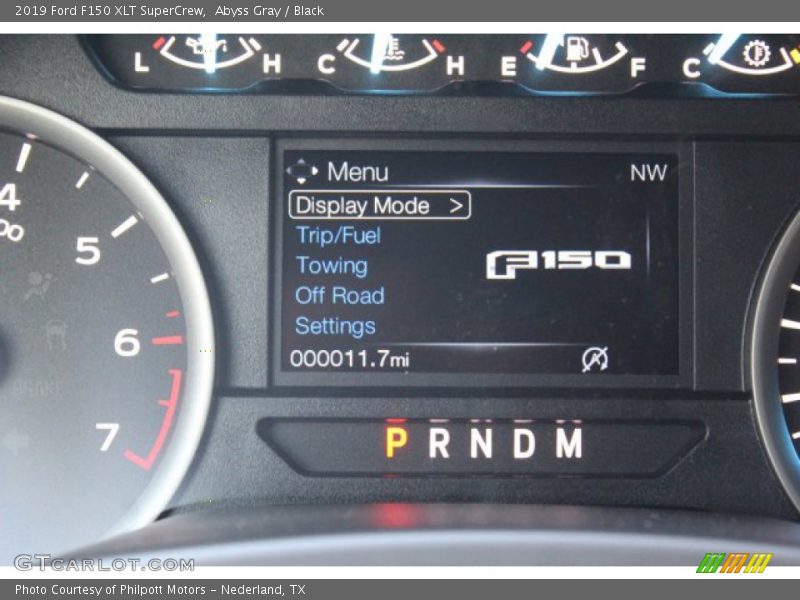 2019 Ford F150 XLT SuperCrew, Abyss Gray / Black
L H C H E F C
Menu NW
Display Mode >
Trip/Fuel
Towing
Off Road
Settings
F150
000011.7mi
4
5
6
7
P R N D M
GTCARLOT.COM
Photo Courtesy of Philpott Motors - Nederland, TX